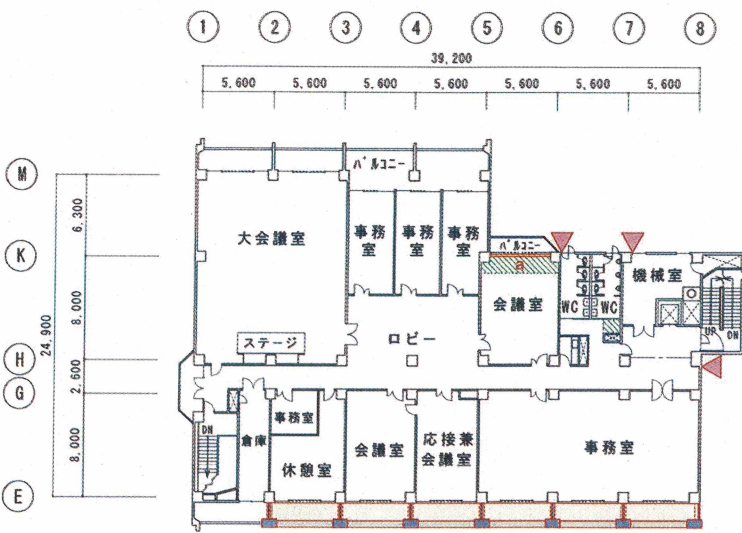 1 2 3 4 5 6 7 8
39,200
5,600 5,600 5,600 5,600 5,600 5,600 5,600
M
バルコニー
6,300
大会議室
事務室
事務室
事務室
K
バルコニー
a
機械室
会議室
WC
WC
8,000
24,900
ロビー
ステージ
UP
DN
H
2,600
G
事務室
DN
倉庫
会議室
応接兼
会議室
事務室
8,000
休憩室
E